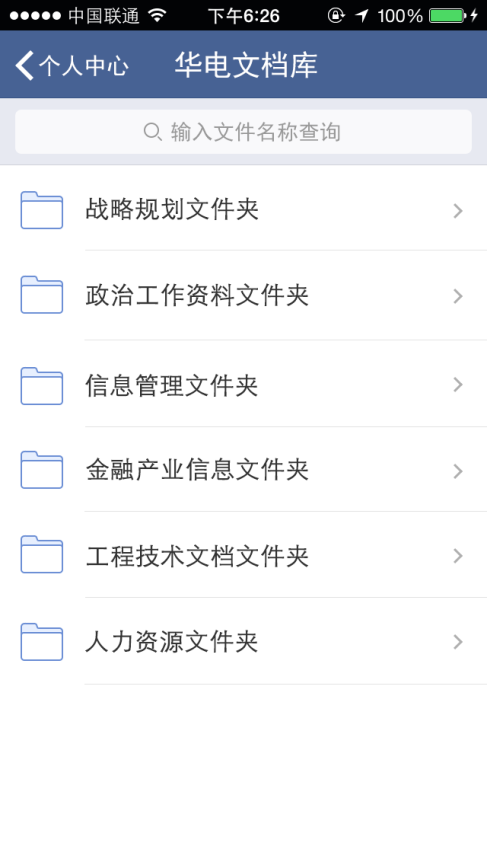 中国联通 下午6:26 100%
个人中心 华电文档库
输入文件名称查询
战略规划文件夹
政治工作资料文件夹
信息管理文件夹
金融产业信息文件夹
工程技术文档文件夹
人力资源文件夹